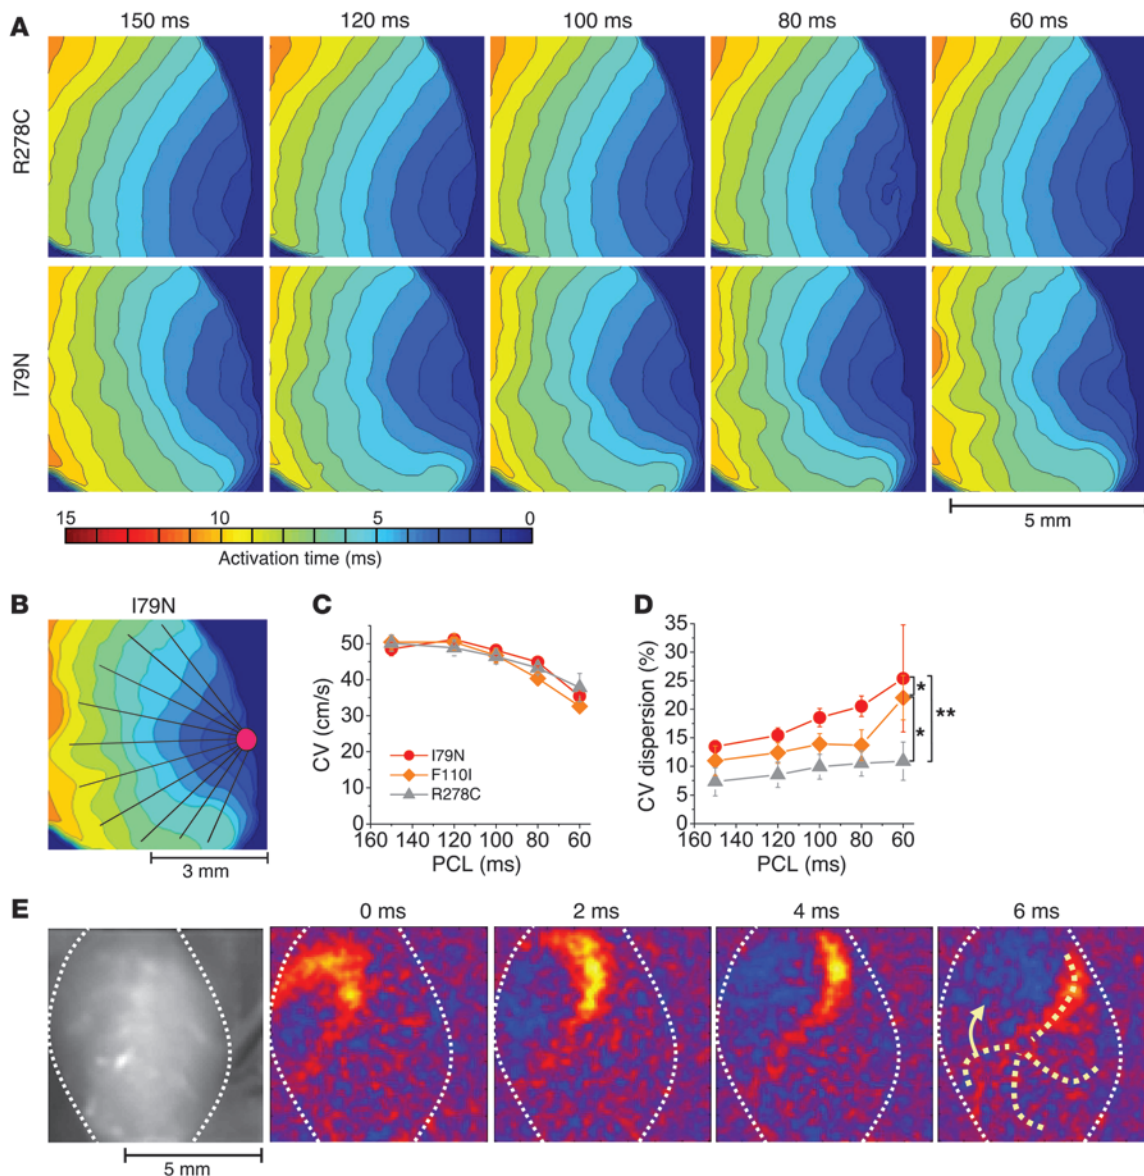 A
150 ms 120 ms 100 ms 80 ms 60 ms
R278C
I79N
5 mm
15 10 5 0
Activation time (ms)
B
I79N
3 mm
C
50
40
30
20
10
0
CV (cm/s)
I79N
F110I
R278C
160 140 120 100 80 60
PCL (ms)
D
35
30
25
20
15
10
5
0
CV dispersion (%)
*
*
**
160 140 120 100 80 60
PCL (ms)
E
0 ms 2 ms 4 ms 6 ms
5 mm